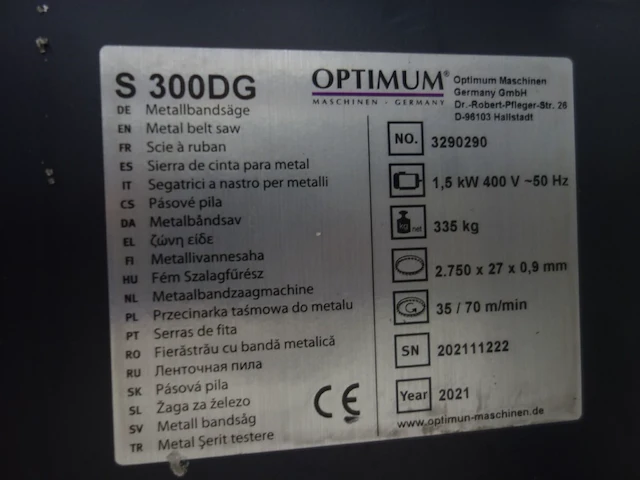 S 300DG
DE Metallbandsäge
EN Metal belt saw
FR Scie à ruban
ES Sierra de cinta para metal
IT Segatrici a nastro per metalli
CS Pásové pila
DA Metalbåndsav
EL ζώνη είδε
FI Metallivannesaha
HU Fém Szalagfűrész
NL Metaalbandzaagmachine
PL Przecinarka taśmowa do metalu
PT Serras de fita
RO Fierăstrău cu bandă metalică
RU Ленточная пила
SK Pásová pila
SL Žaga za železo
SV Metall bandsåg
TR Metal Şerit testere
OPTIMUM®
MASCHINEN - GERMANY
Optimum Maschinen
Germany GmbH
Dr.-Robert-Pfleger-Str. 26
D-96103 Hallstadt
NO. 3290290
1,5 kW 400 V ~50 Hz
kg net 335 kg
2.750 x 27 x 0,9 mm
35 / 70 m/min
SN 202111222
Year 2021
CE
www.optimun-maschinen.de